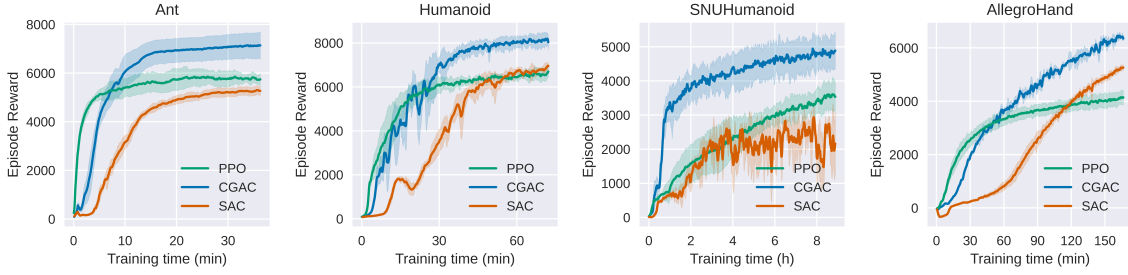 Ant
Episode Reward
8000
6000
4000
2000
0
0 10 20 30
Training time (min)
PPO
CGAC
SAC
Humanoid
Episode Reward
8000
6000
4000
2000
0
0 30 60
Training time (min)
PPO
CGAC
SAC
SNUHumanoid
Episode Reward
5000
4000
3000
2000
1000
0
0 2 4 6 8
Training time (h)
PPO
CGAC
SAC
AllegroHand
Episode Reward
6000
4000
2000
0
0 30 60 90 120 150
Training time (min)
PPO
CGAC
SAC